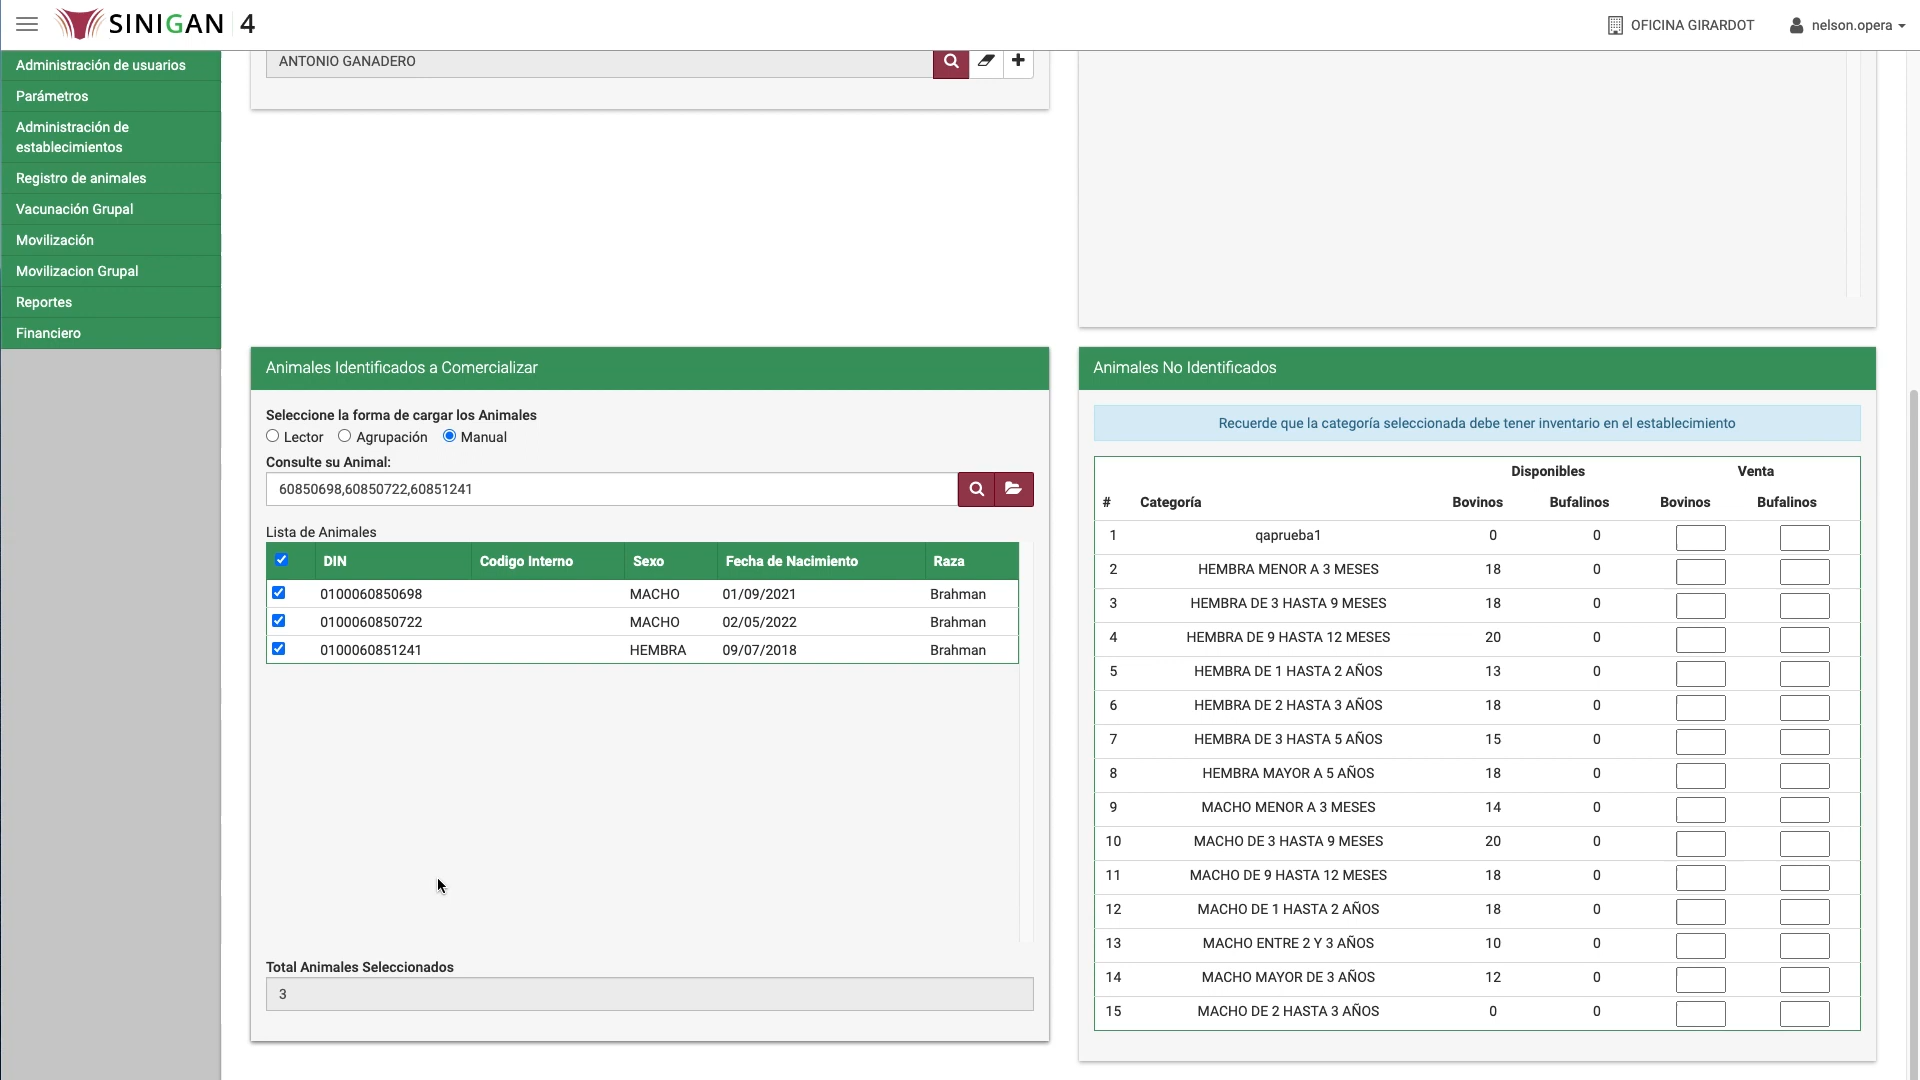 SINIGAN 4
OFICINA GIRARDOT
nelson.opera
Administración de usuarios
Parámetros
Administración de
establecimientos
Registro de animales
Vacunación Grupal
Movilización
Movilizacion Grupal
Reportes
Financiero
ANTONIO GANADERO
Animales Identificados a Comercializar
Seleccione la forma de cargar los Animales
Lector Agrupación Manual
Consulte su Animal:
60850698,60850722,60851241
Lista de Animales
DIN Codigo Interno Sexo Fecha de Nacimiento Raza
0100060850698 MACHO 01/09/2021 Brahman
0100060850722 MACHO 02/05/2022 Brahman
0100060851241 HEMBRA 09/07/2018 Brahman
Total Animales Seleccionados
3
Animales No Identificados
Recuerde que la categoría seleccionada debe tener inventario en el establecimiento
Disponibles Venta
# Categoría Bovinos Bufalinos Bovinos Bufalinos
1 qaprueba1 0 0
2 HEMBRA MENOR A 3 MESES 18 0
3 HEMBRA DE 3 HASTA 9 MESES 18 0
4 HEMBRA DE 9 HASTA 12 MESES 20 0
5 HEMBRA DE 1 HASTA 2 AÑOS 13 0
6 HEMBRA DE 2 HASTA 3 AÑOS 18 0
7 HEMBRA DE 3 HASTA 5 AÑOS 15 0
8 HEMBRA MAYOR A 5 AÑOS 18 0
9 MACHO MENOR A 3 MESES 14 0
10 MACHO DE 3 HASTA 9 MESES 20 0
11 MACHO DE 9 HASTA 12 MESES 18 0
12 MACHO DE 1 HASTA 2 AÑOS 18 0
13 MACHO ENTRE 2 Y 3 AÑOS 10 0
14 MACHO MAYOR DE 3 AÑOS 12 0
15 MACHO DE 2 HASTA 3 AÑOS 0 0